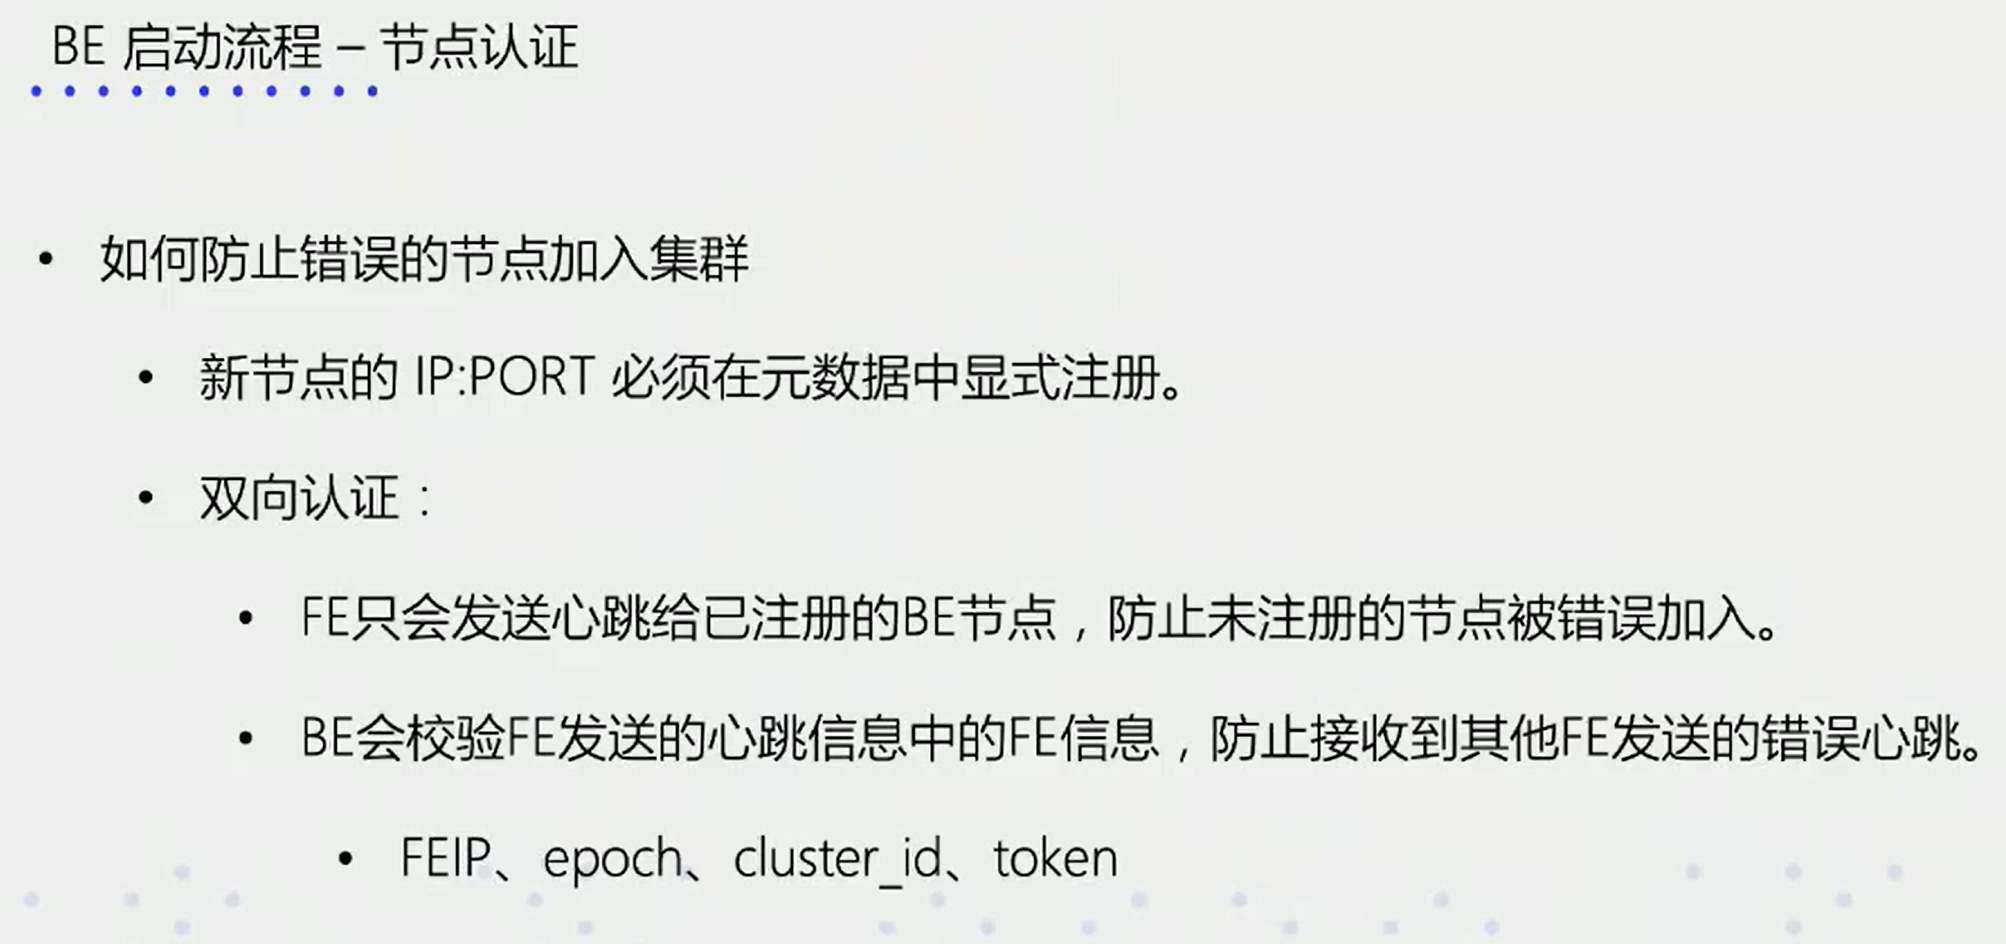 BE 启动流程 – 节点认证
• 如何防止错误的节点加入集群
• 新节点的 IP:PORT 必须在元数据中显式注册。
• 双向认证：
• FE只会发送心跳给已注册的BE节点，防止未注册的节点被错误加入。
• BE会校验FE发送的心跳信息中的FE信息，防止接收到其他FE发送的错误心跳。
• FEIP、epoch、cluster_id、token